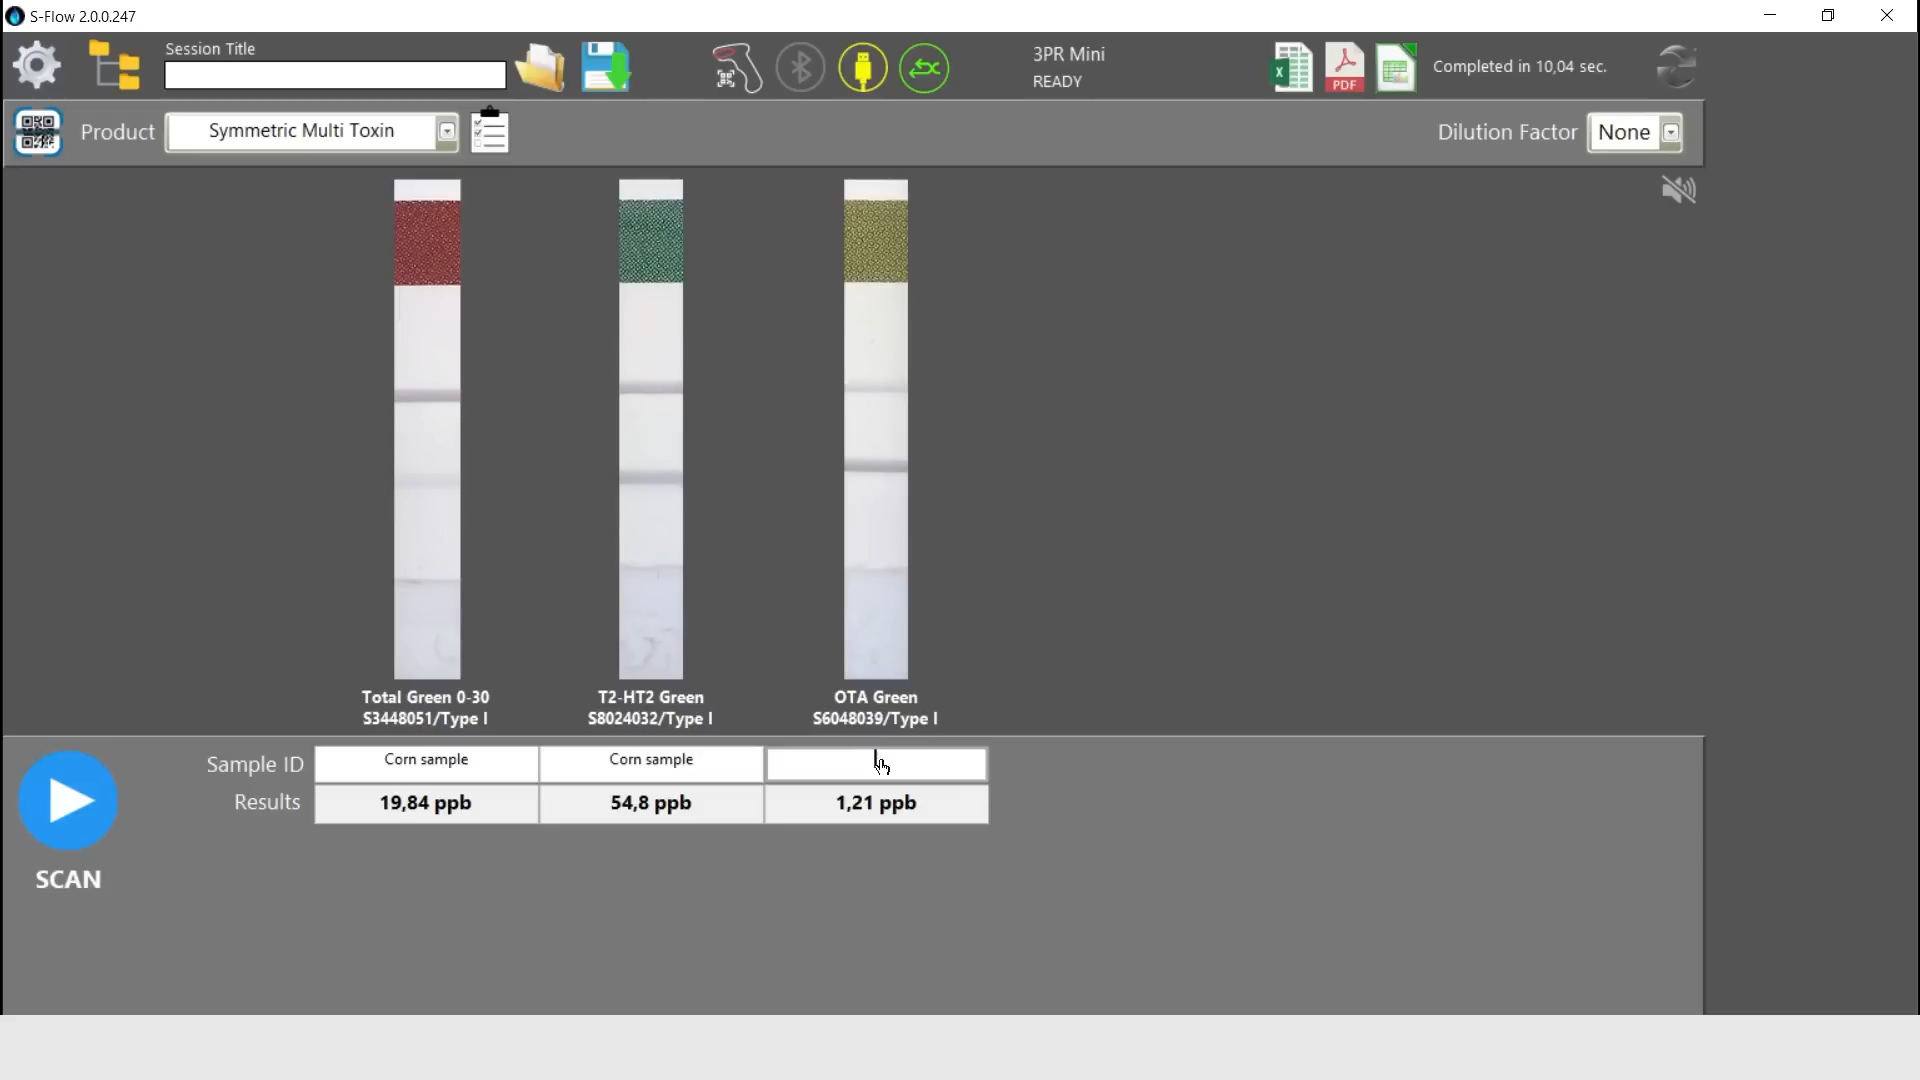 S-Flow 2.0.0.247
Session Title
3PR Mini
READY
PDF
Completed in 10,04 sec.
Product
Symmetric Multi Toxin
Dilution Factor
None
Total Green 0-30
S3448051/Type I
T2-HT2 Green
S8024032/Type I
OTA Green
S6048039/Type I
Sample ID
Corn sample
Corn sample
Results
19,84 ppb
54,8 ppb
1,21 ppb
SCAN